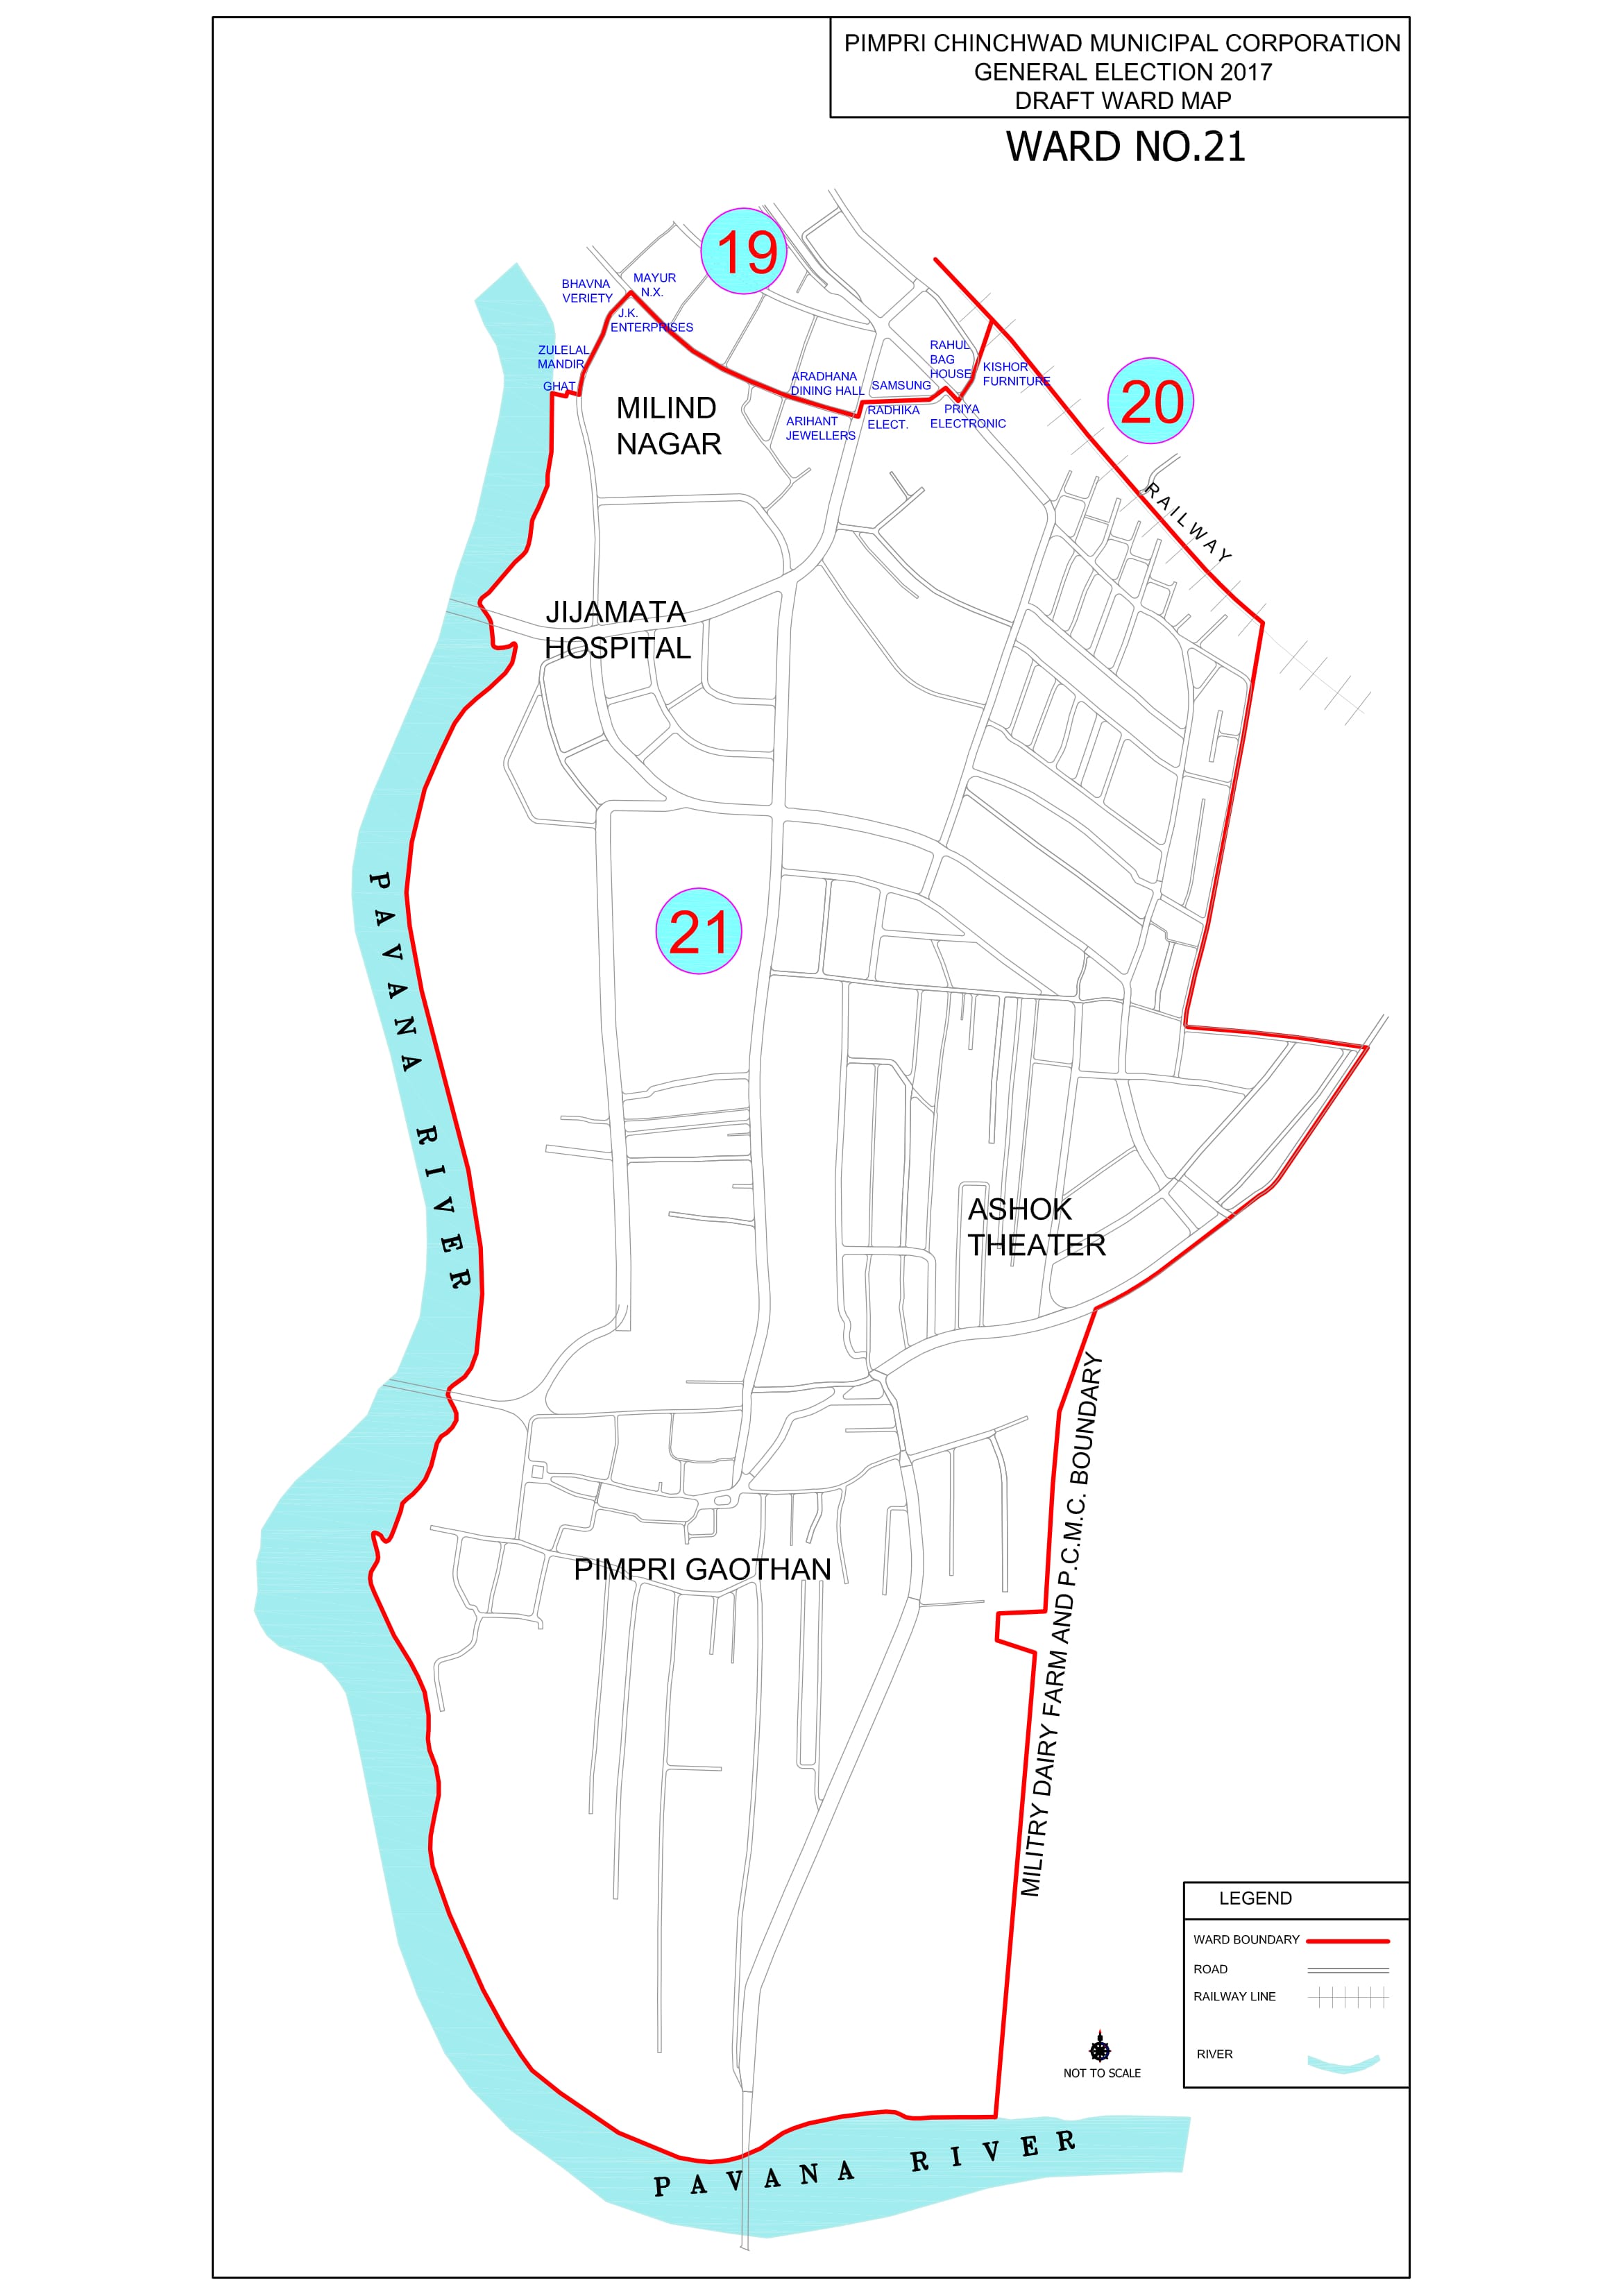 PIMPRI CHINCHWAD MUNICIPAL CORPORATION
GENERAL ELECTION 2017
DRAFT WARD MAP
WARD NO.21
19
BHAVNA
VERIETY
MAYUR
N.X.
J.K.
ENTERPRISES
ZULELAL
MANDIR
GHAT
RAHUL
BAG
HOUSE
KISHOR
FURNITURE
ARADHANA
DINING HALL
SAMSUNG
20
ARIHANT
JEWELLERS
RADHIKA
ELECT.
PRIYA
ELECTRONIC
MILIND
NAGAR
RAILWAY
JIJAMATA
HOSPITAL
21
PAVANA RIVER
ASHOK
THEATER
MILITRY DAIRY FARM AND P.C.M.C. BOUNDARY
PIMPRI GAOTHAN
PAVANA RIVER
NOT TO SCALE
LEGEND
WARD BOUNDARY
ROAD
RAILWAY LINE
RIVER